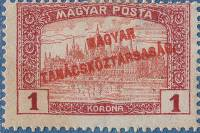 MAGYAR POSTA
MAGYAR
TANÁCSKÖZTÁRSASÁG
1 KORONA 1